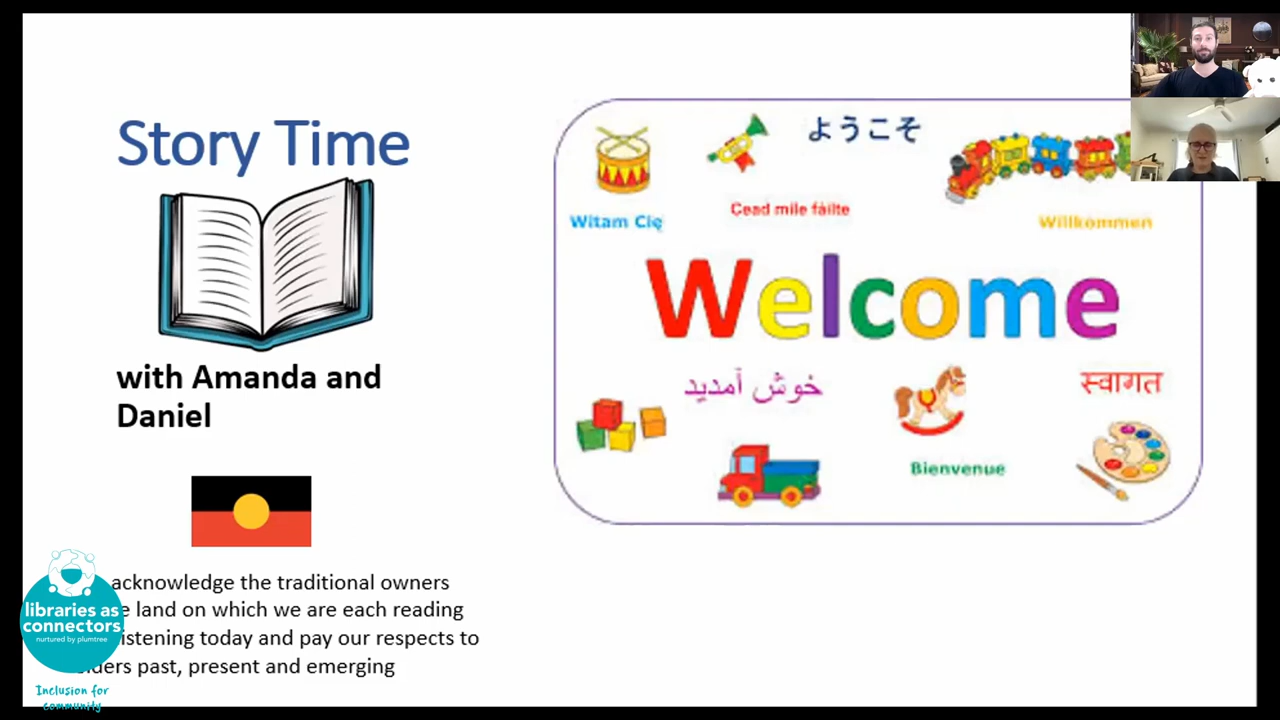 Story Time
with Amanda and
Daniel
acknowledge the traditional owners
land on which we are each reading
listening today and pay our respects to
elders past, present and emerging
libraries as
connectors
nurtured by plumtree
Inclusion for
community
ようこそ
Witam Cię
Cead mile fáilte
Willkommen
Welcome
خوش آمدید
स्वागत
Bienvenue